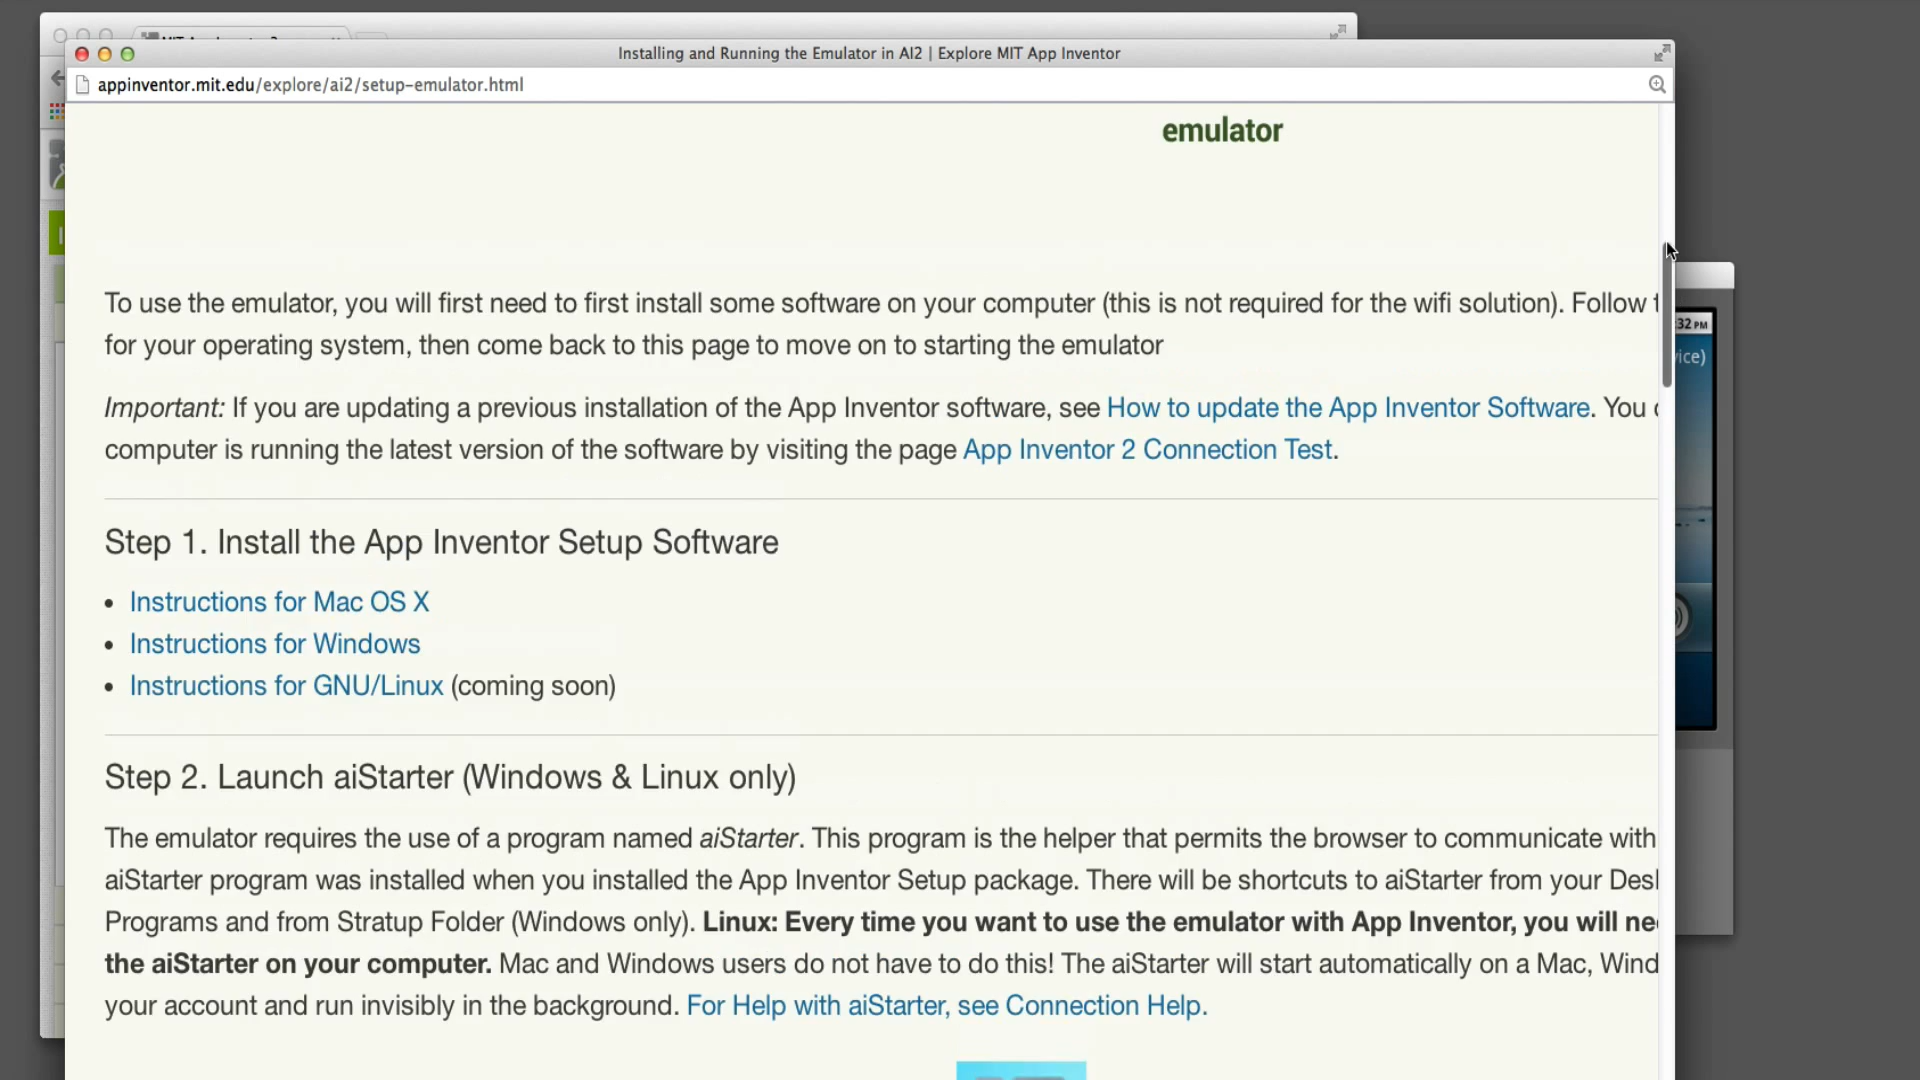 Installing and Running the Emulator in AI2 | Explore MIT App Inventor
appinventor.mit.edu/explore/ai2/setup-emulator.html
emulator
To use the emulator, you will first need to first install some software on your computer (this is not required for the wifi solution). Follow
for your operating system, then come back to this page to move on to starting the emulator
:32 PM
vice)
Important: If you are updating a previous installation of the App Inventor software, see How to update the App Inventor Software. You
computer is running the latest version of the software by visiting the page App Inventor 2 Connection Test.
Step 1. Install the App Inventor Setup Software
• Instructions for Mac OS X
• Instructions for Windows
• Instructions for GNU/Linux (coming soon)
Step 2. Launch aiStarter (Windows & Linux only)
The emulator requires the use of a program named aiStarter. This program is the helper that permits the browser to communicate with
aiStarter program was installed when you installed the App Inventor Setup package. There will be shortcuts to aiStarter from your Des
Programs and from Stratup Folder (Windows only). Linux: Every time you want to use the emulator with App Inventor, you will ne
the aiStarter on your computer. Mac and Windows users do not have to do this! The aiStarter will start automatically on a Mac, Wind
your account and run invisibly in the background. For Help with aiStarter, see Connection Help.